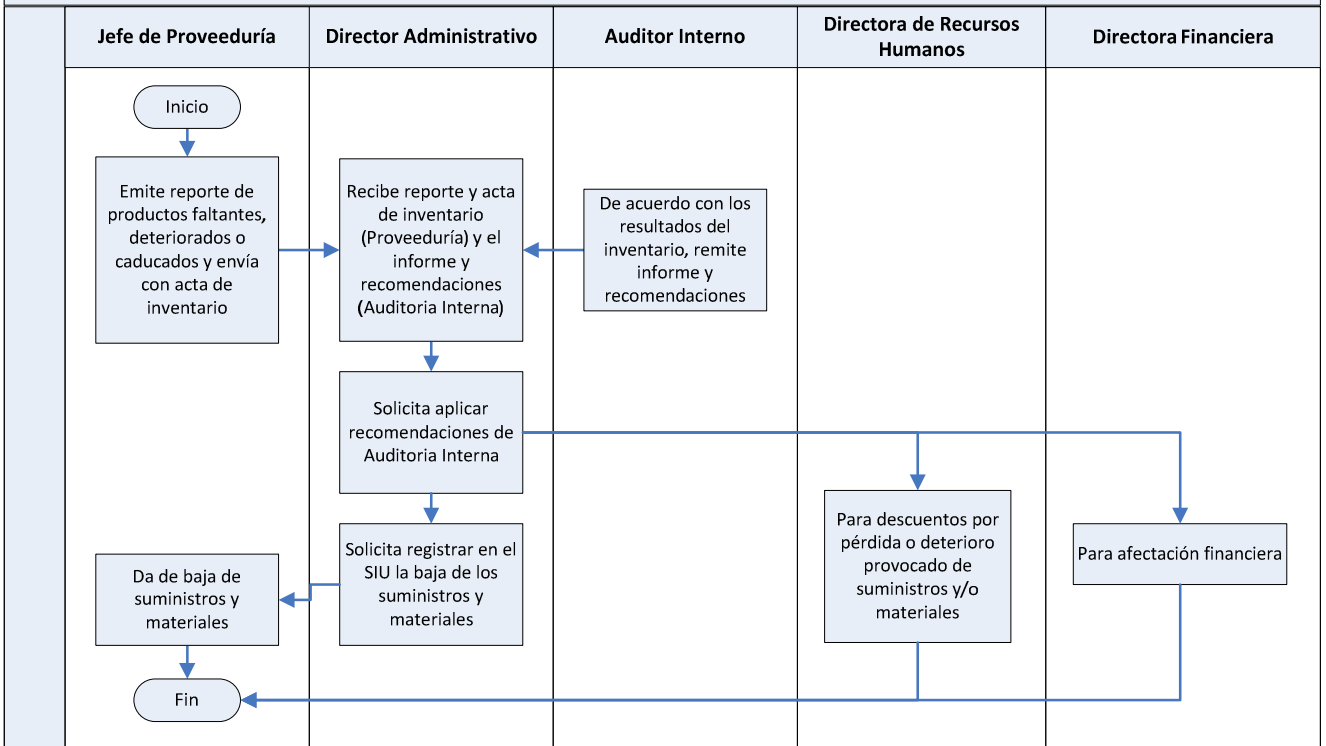 Jefe de Proveeduría
Director Administrativo
Auditor Interno
Directora de Recursos
Humanos
Directora Financiera
Inicio
Emite reporte de
productos faltantes,
deteriorados o
caducados y envía
con acta de
inventario
Recibe reporte y acta
de inventario
(Proveeduría) y el
informe y
recomendaciones
(Auditoria Interna)
De acuerdo con los
resultados del
inventario, remite
informe y
recomendaciones
Solicita aplicar
recomendaciones de
Auditoria Interna
Solicita registrar en el
SIU la baja de los
suministros y
materiales
Para descuentos por
pérdida o deterioro
provocado de
suministros y/o
materiales
Para afectación financiera
Da de baja de
suministros y
materiales
Fin